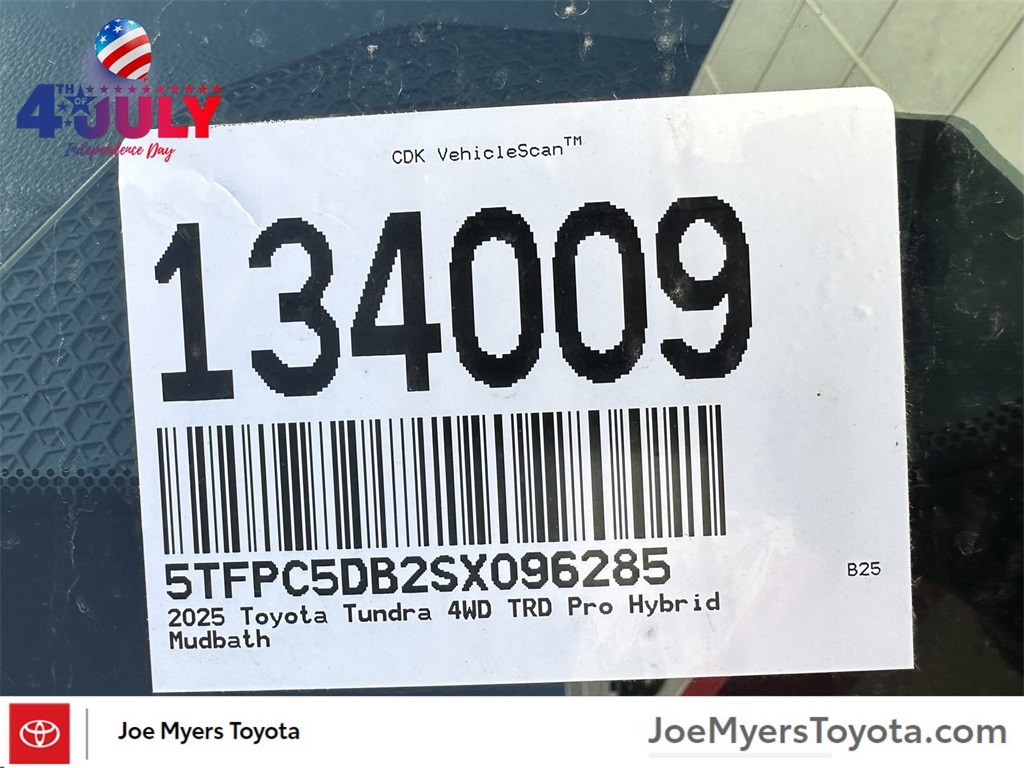 4TH OF JULY
Independence Day
CDK VehicleScan™
134009
5TFPC5DB2SX096285
B25
2025 Toyota Tundra 4WD TRD Pro Hybrid
Mudbath
Joe Myers Toyota
JoeMyersToyota.com